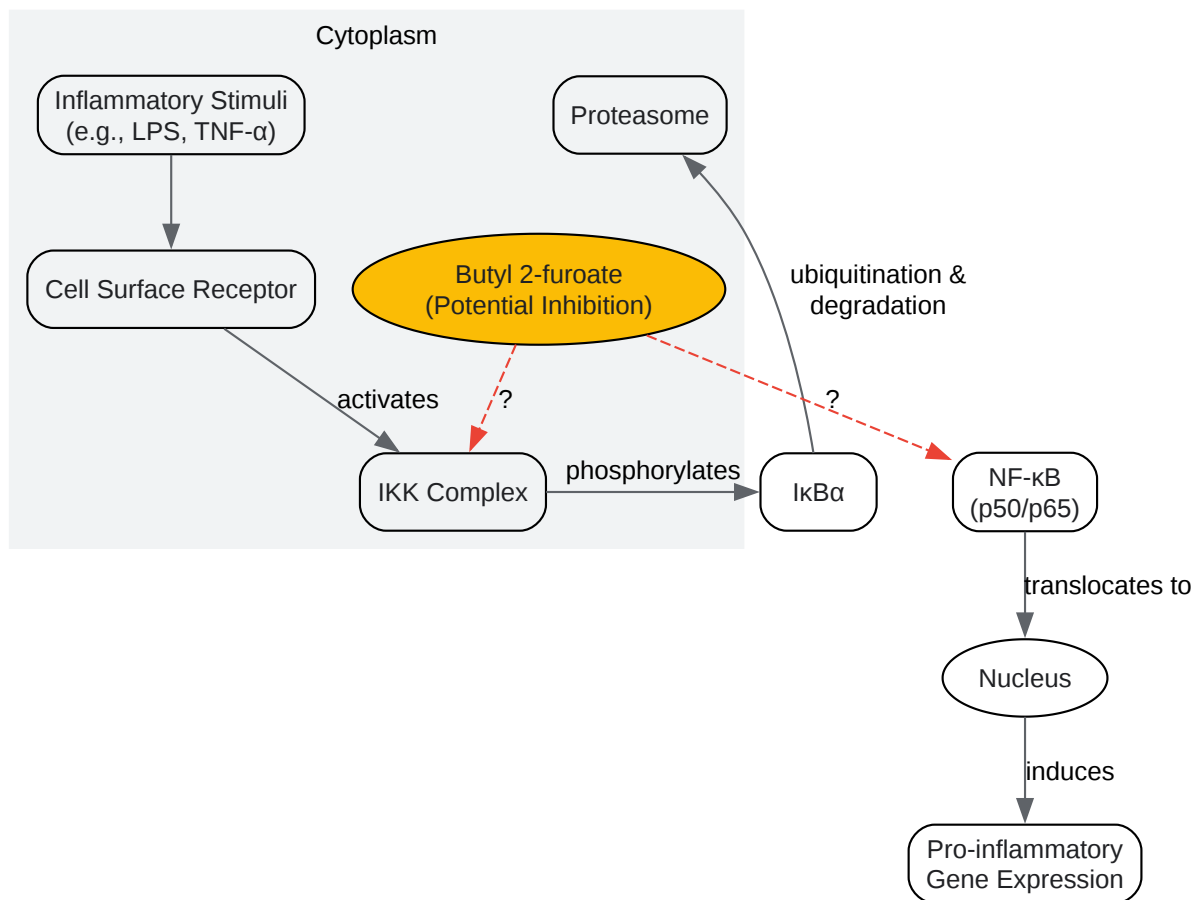 Cytoplasm
Inflammatory Stimuli
(e.g., LPS, TNF-α)
Proteasome
Cell Surface Receptor
Butyl 2-furoate
(Potential Inhibition)
ubiquitination &
degradation
activates
?
?
IKK Complex
phosphorylates
IκBα
NF-κB
(p50/p65)
translocates to
Nucleus
induces
Pro-inflammatory
Gene Expression